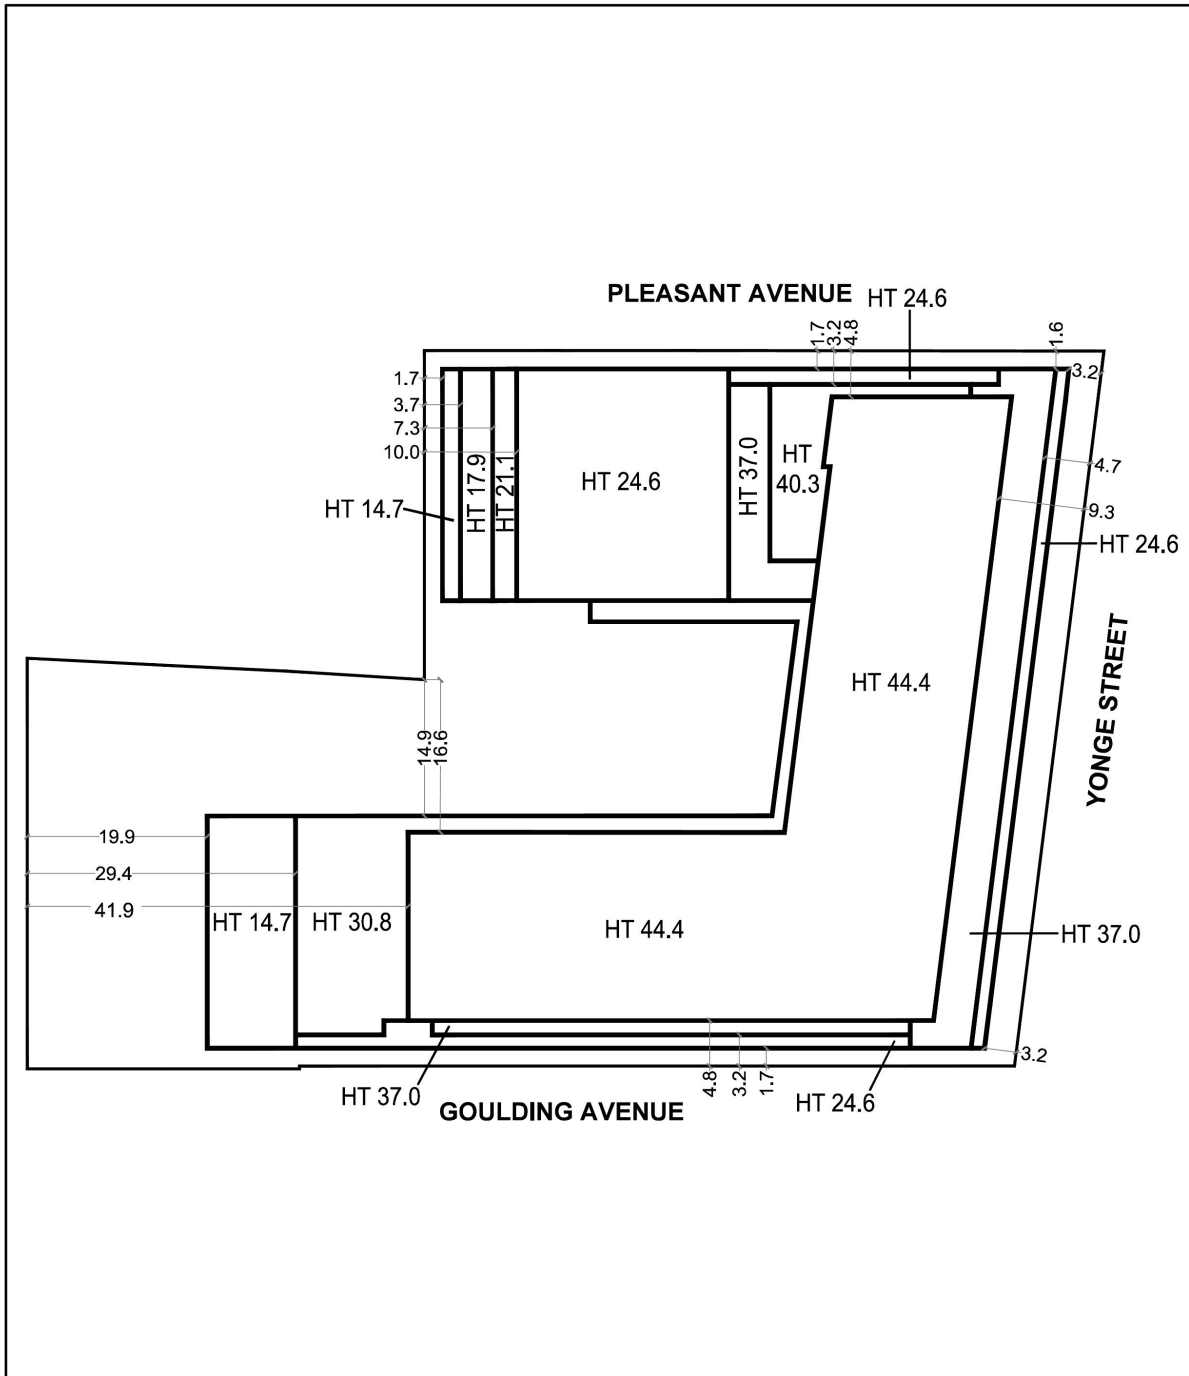 PLEASANT AVENUE
HT 24.6
1.7
3.2
4.8
1.6
3.2
1.7
3.7
7.3
10.0
HT 14.7
HT 17.9
HT 21.1
HT 24.6
HT 37.0
HT
40.3
4.7
9.3
HT 24.6
HT 44.4
YONGE STREET
14.9
16.6
19.9
29.4
41.9
HT 14.7
HT 30.8
HT 44.4
HT 37.0
4.8
3.2
1.7
3.2
HT 37.0
HT 24.6
GOULDING AVENUE